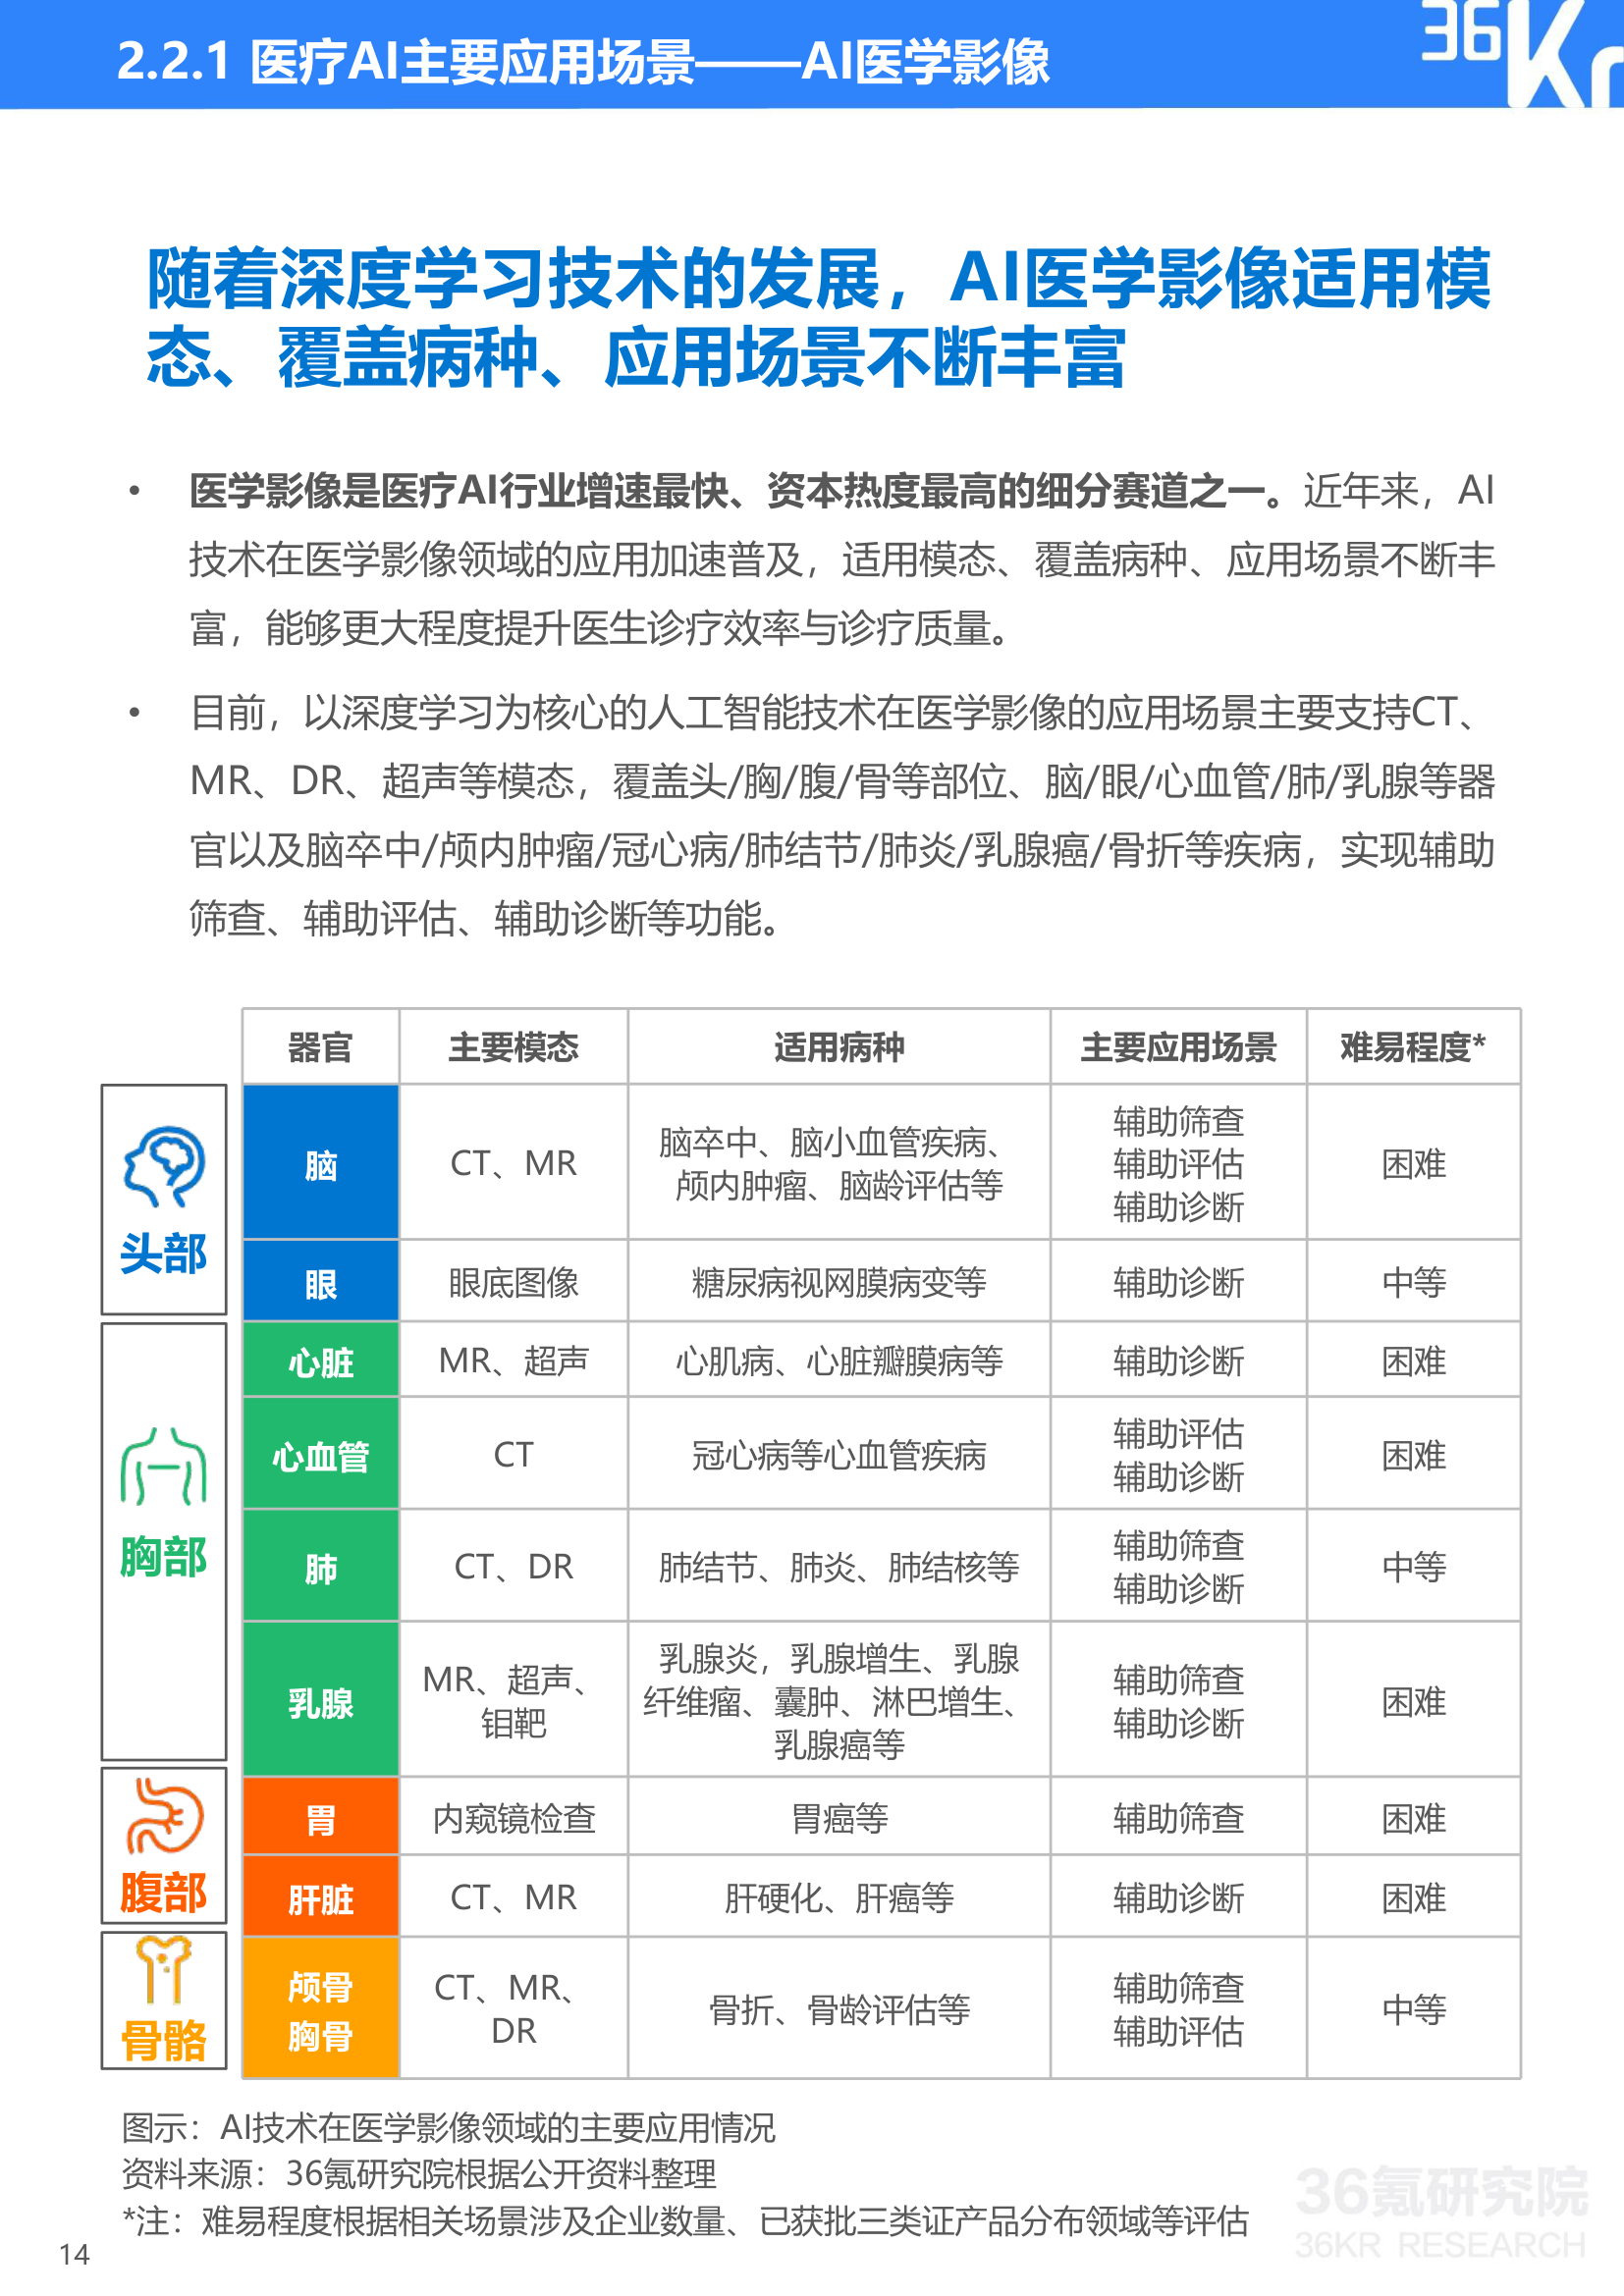 2.2.1 医疗AI主要应用场景——AI医学影像
36Kr
随着深度学习技术的发展，AI医学影像适用模
态、覆盖病种、应用场景不断丰富
• 医学影像是医疗AI行业增速最快、资本热度最高的细分赛道之一。近年来，AI
技术在医学影像领域的应用加速普及，适用模态、覆盖病种、应用场景不断丰
富，能够更大程度提升医生诊疗效率与诊疗质量。
• 目前，以深度学习为核心的人工智能技术在医学影像的应用场景主要支持CT、
MR、DR、超声等模态，覆盖头/胸/腹/骨等部位、脑/眼/心血管/肺/乳腺等器
官以及脑卒中/颅内肿瘤/冠心病/肺结节/肺炎/乳腺癌/骨折等疾病，实现辅助
筛查、辅助评估、辅助诊断等功能。
器官 主要模态 适用病种 主要应用场景 难易程度*
头部
脑
CT、MR
脑卒中、脑小血管疾病、
颅内肿瘤、脑龄评估等
辅助筛查
辅助评估
辅助诊断
困难
眼 眼底图像 糖尿病视网膜病变等 辅助诊断 中等
胸部
心脏 MR、超声 心肌病、心脏瓣膜病等 辅助诊断 困难
心血管 CT 冠心病等心血管疾病
辅助评估
辅助诊断
困难
肺 CT、DR 肺结节、肺炎、肺结核等
辅助筛查
辅助诊断
中等
乳腺
MR、超声、
钼靶
乳腺炎，乳腺增生、乳腺
纤维瘤、囊肿、淋巴增生、
乳腺癌等
辅助筛查
辅助诊断
困难
腹部
胃 内窥镜检查 胃癌等 辅助筛查 困难
肝脏 CT、MR 肝硬化、肝癌等 辅助诊断 困难
骨骼
颅骨
胸骨
CT、MR、
DR
骨折、骨龄评估等
辅助筛查
辅助评估
中等
图示：AI技术在医学影像领域的主要应用情况
资料来源：36氪研究院根据公开资料整理
*注：难易程度根据相关场景涉及企业数量、已获批三类证产品分布领域等评估
36氪研究院
36KR RESEARCH
14